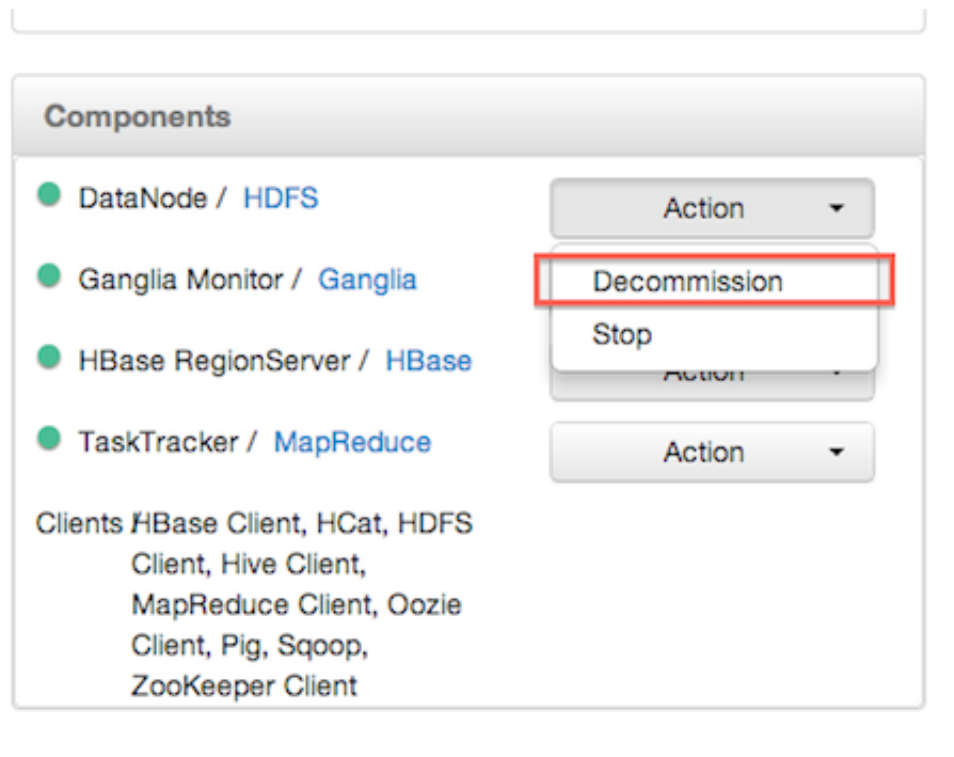 Components
DataNode / HDFS
Action
Decommission
Stop
Ganglia Monitor / Ganglia
HBase RegionServer / HBase
Action
TaskTracker / MapReduce
Action
Clients / HBase Client, HCat, HDFS
Client, Hive Client,
MapReduce Client, Oozie
Client, Pig, Sqoop,
ZooKeeper Client